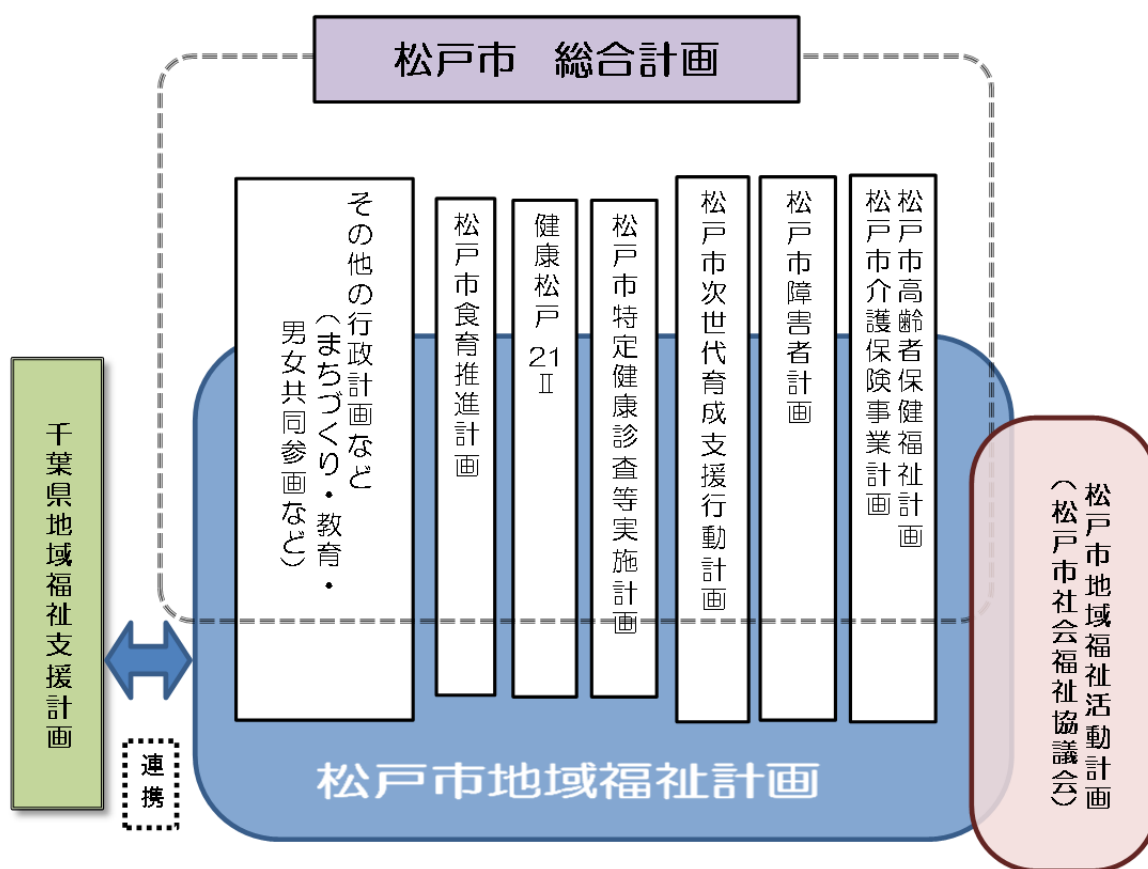 松戸市　総合計画
松戸市高齢者保健福祉計画
松戸市介護保険事業計画
松戸市障害者計画
松戸市次世代育成支援行動計画
松戸市特定健康診査等実施計画
健康松戸21Ⅱ
松戸市食育推進計画
その他の行政計画など
（まちづくり・教育・
男女共同参画など）
松戸市地域福祉活動計画
（松戸市社会福祉協議会）
千葉県地域福祉支援計画
連携
松戸市地域福祉計画